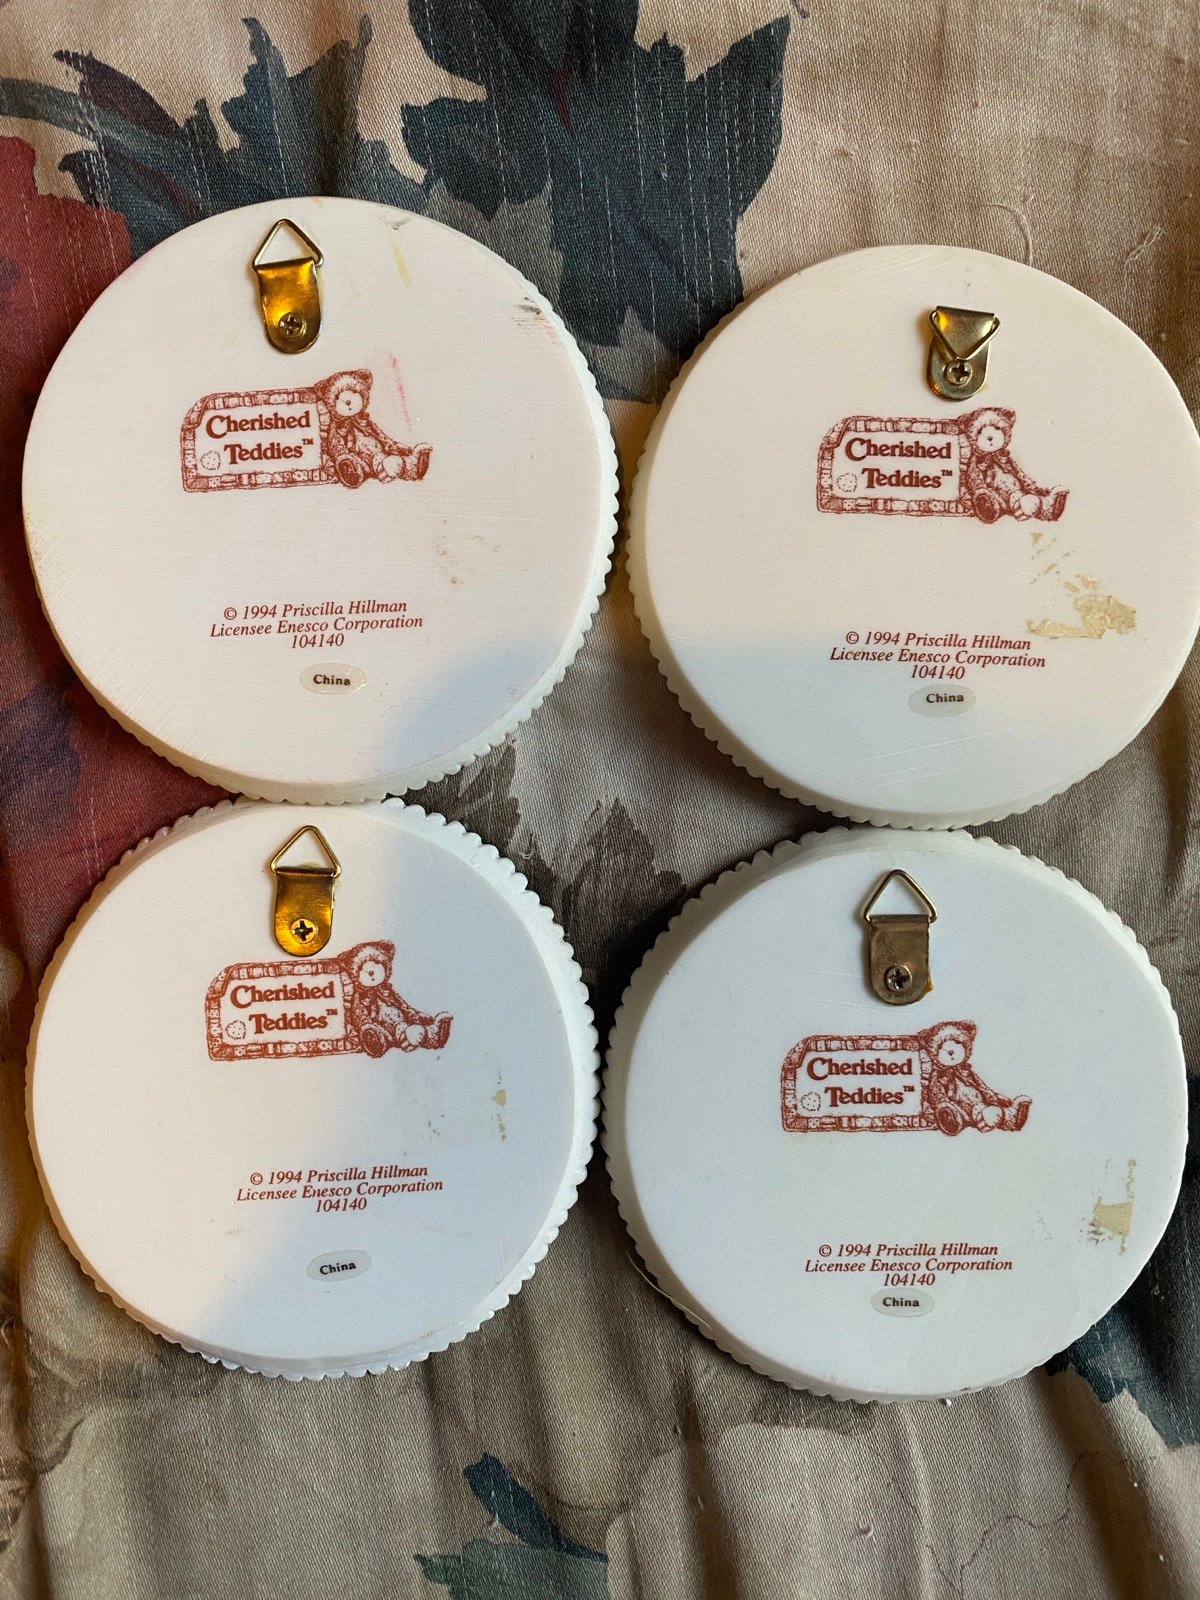 Cherished
Teddies™
© 1994 Priscilla Hillman
Licensee Enesco Corporation
104140
China
Cherished
Teddies™
© 1994 Priscilla Hillman
Licensee Enesco Corporation
104140
China
Cherished
Teddies™
© 1994 Priscilla Hillman
Licensee Enesco Corporation
104140
China
Cherished
Teddies™
© 1994 Priscilla Hillman
Licensee Enesco Corporation
104140
China